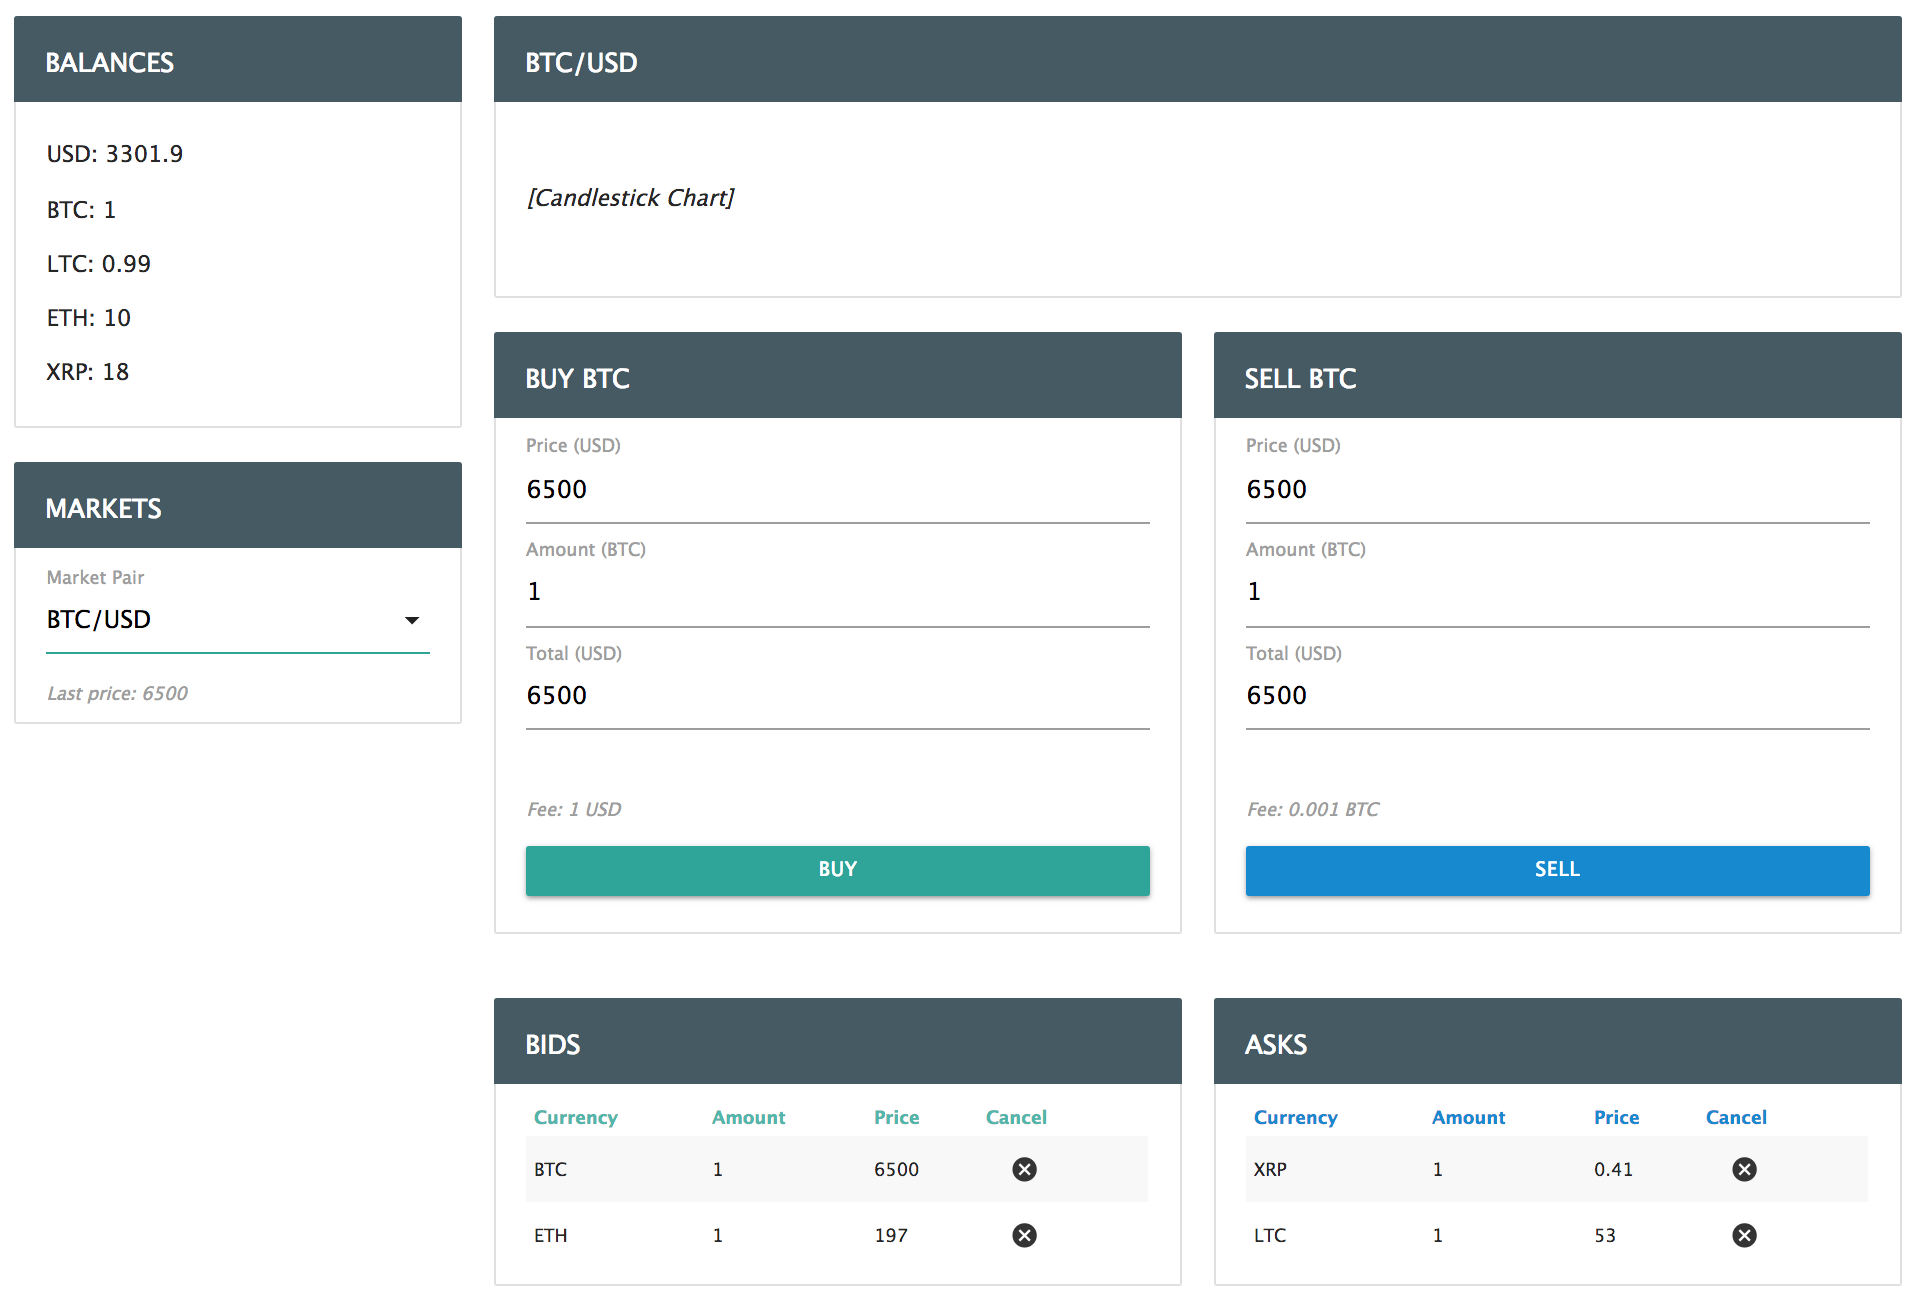 BALANCES
USD: 3301.9
BTC: 1
LTC: 0.99
ETH: 10
XRP: 18
MARKETS
Market Pair
BTC/USD
Last price: 6500
BTC/USD
[Candlestick Chart]
BUY BTC
Price (USD)
6500
Amount (BTC)
1
Total (USD)
6500
Fee: 1 USD
BUY
SELL BTC
Price (USD)
6500
Amount (BTC)
1
Total (USD)
6500
Fee: 0.001 BTC
SELL
BIDS
Currency Amount Price Cancel
BTC 1 6500
ETH 1 197
ASKS
Currency Amount Price Cancel
XRP 1 0.41
LTC 1 53